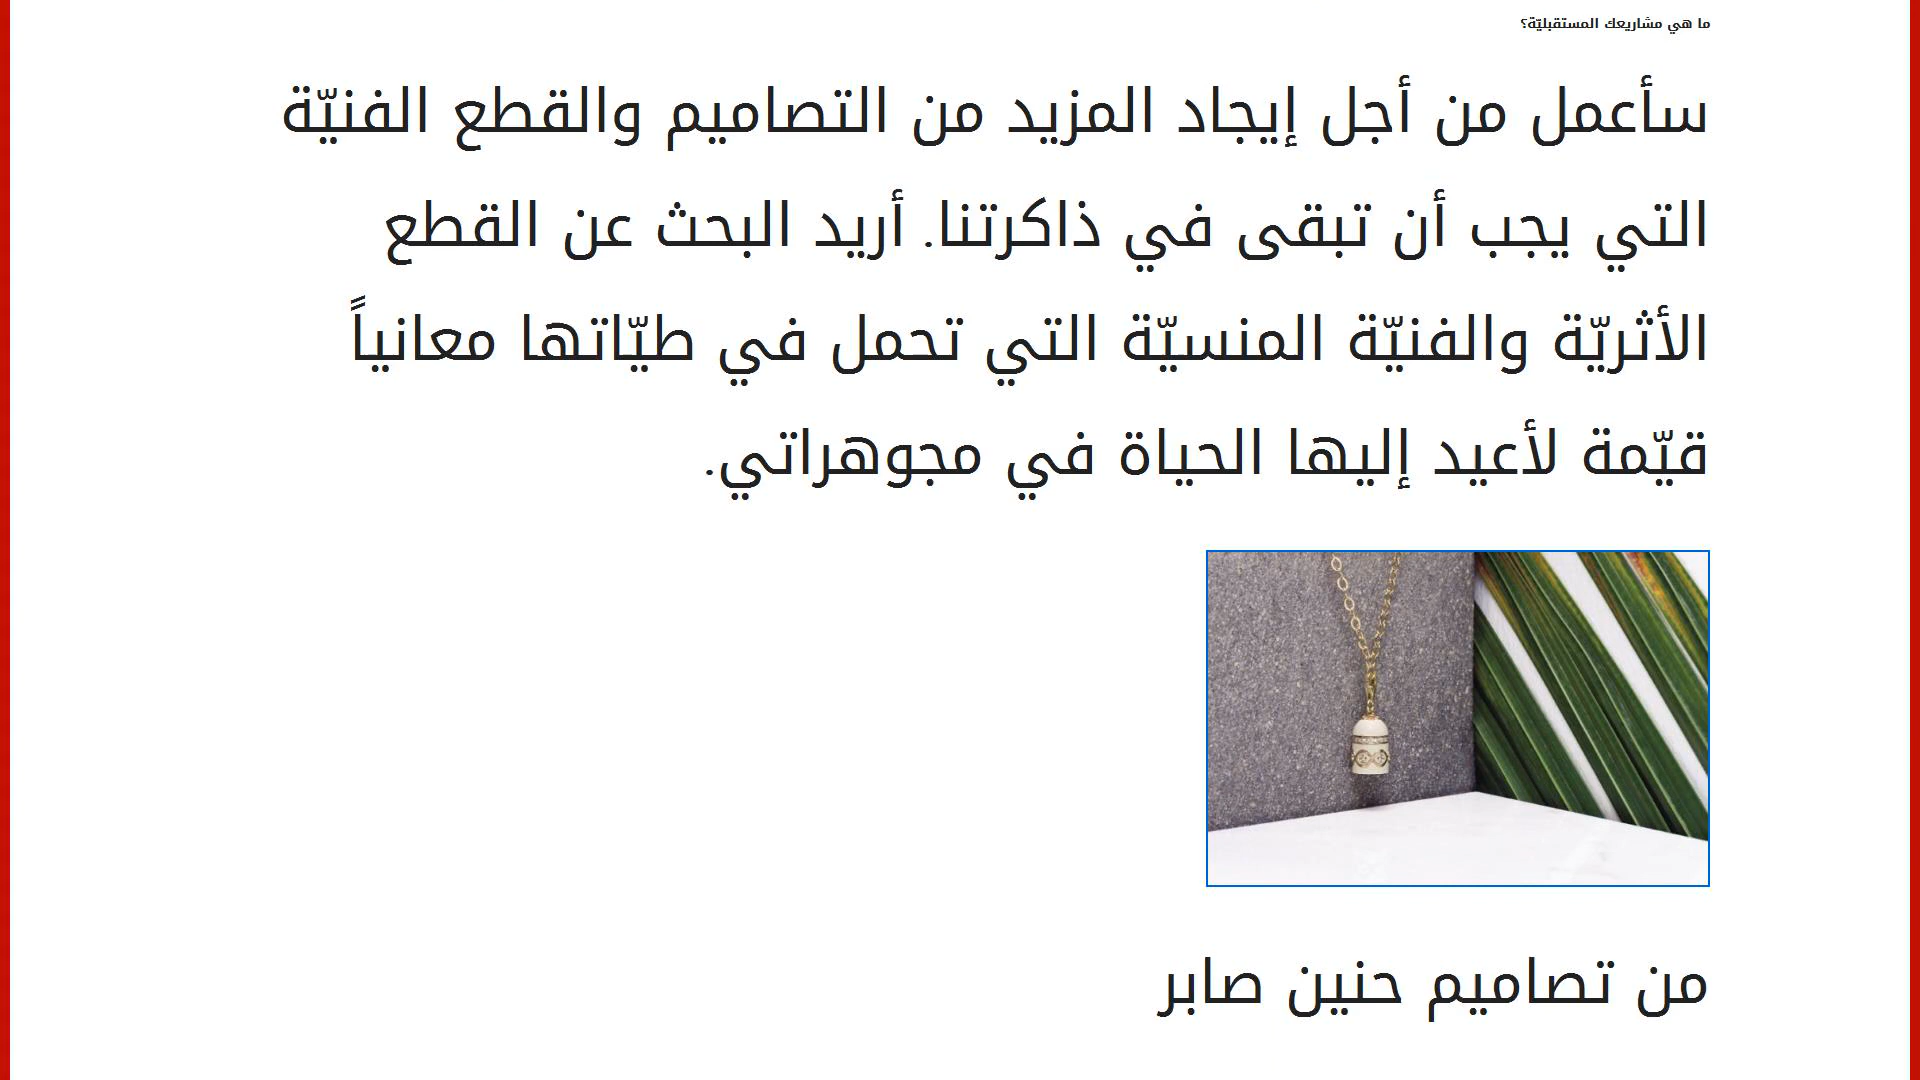 ما هي مشاريعك المستقبليّة؟
سأعمل من أجل إيجاد المزيد من التصاميم والقطع الفنيّة
التي يجب أن تبقى في ذاكرتنا. أريد البحث عن القطع
الأثريّة والفنيّة المنسيّة التي تحمل في طيّاتها معانياً
قيّمة لأعيد إليها الحياة في مجوهراتي.
من تصاميم حنين صابر